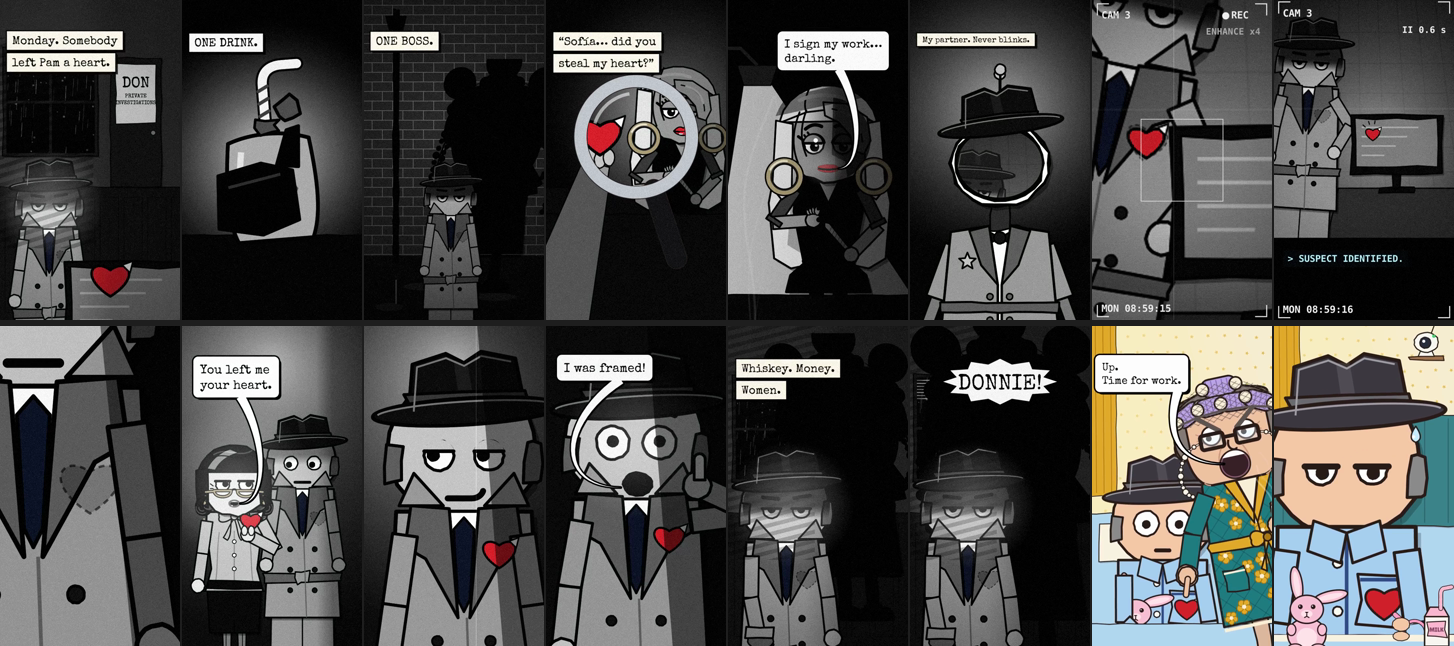 Monday. Somebody
left Pam a heart.
DON
PRIVATE
INVESTIGATIONS
ONE DRINK.
ONE BOSS.
“Sofía... did you
steal my heart?”
I sign my work...
darling.
My partner. Never blinks.
CAM 3
REC
ENHANCE x4
MON 08:59:15
CAM 3
II 0.6 s
> SUSPECT IDENTIFIED.
MON 08:59:16
You left me
your heart.
I was framed!
Whiskey. Money.
Women.
DONNIE!
Up.
Time for work.
MILK